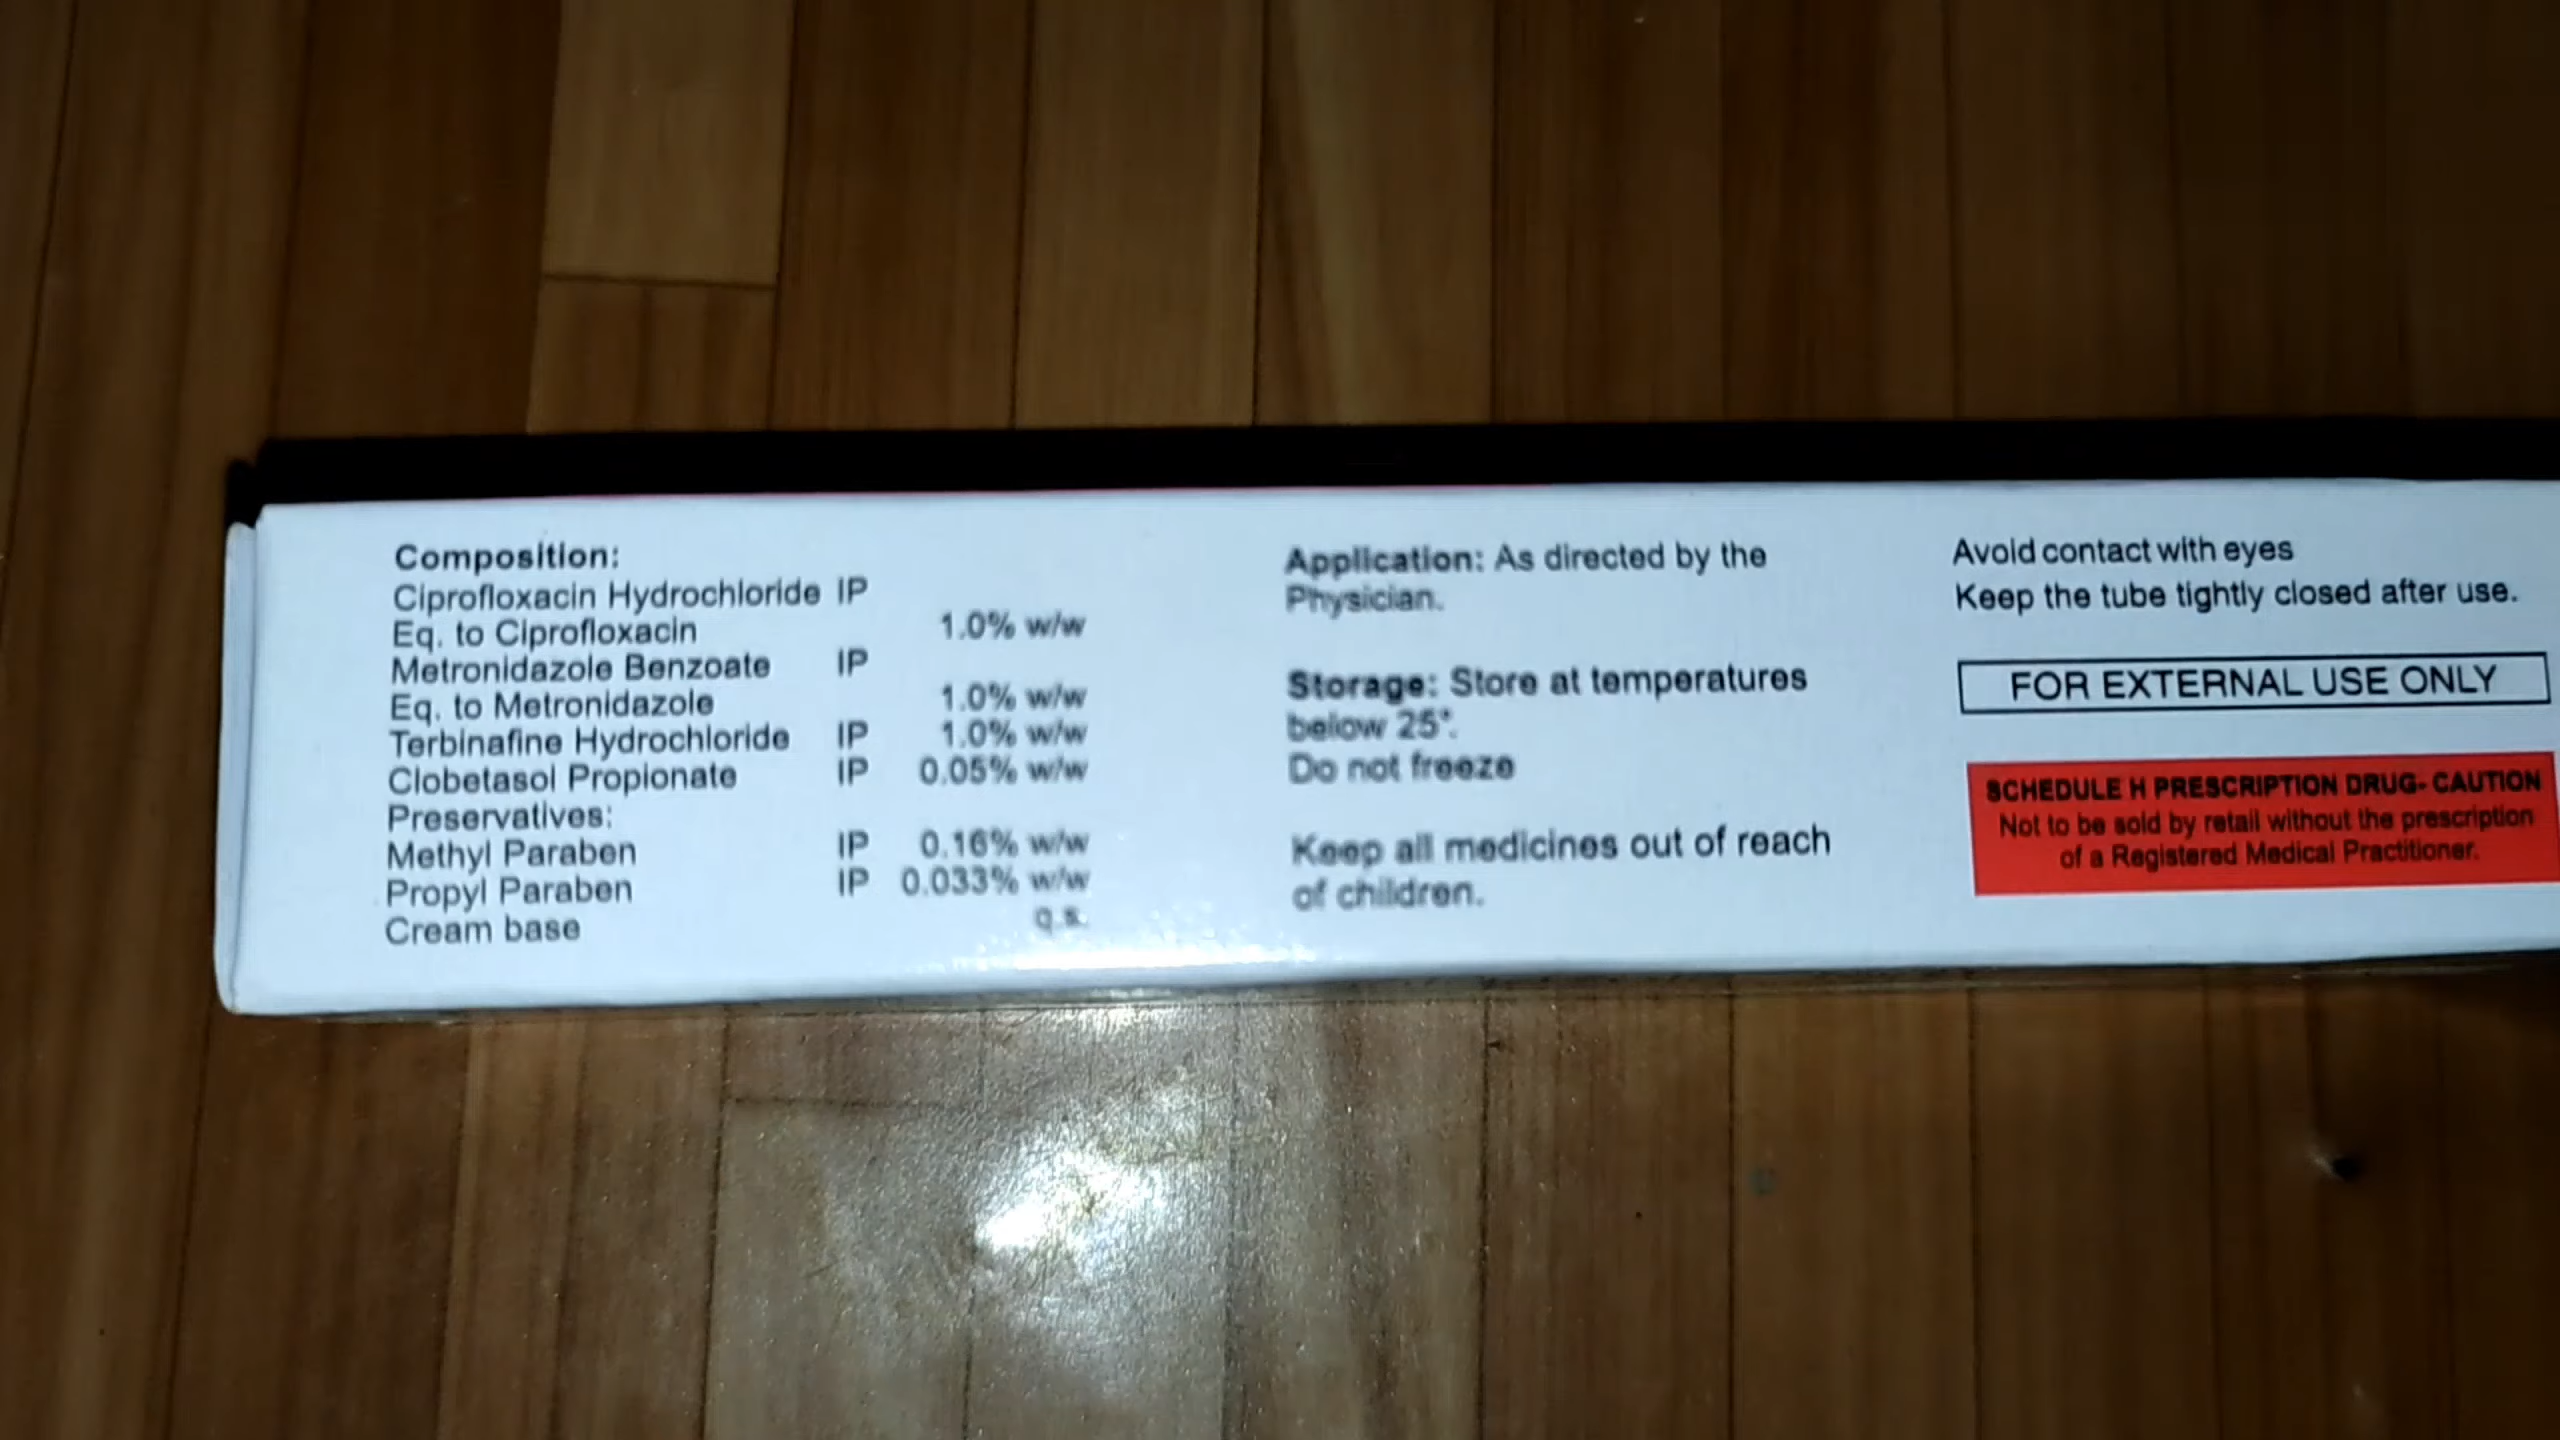 Composition:
Ciprofloxacin Hydrochloride IP
Eq. to Ciprofloxacin 1.0% w/w
Metronidazole Benzoate IP
Eq. to Metronidazole 1.0% w/w
Terbinafine Hydrochloride IP 1.0% w/w
Clobetasol Propionate IP 0.05% w/w
Preservatives:
Methyl Paraben IP 0.16% w/w
Propyl Paraben IP 0.033% w/w
Cream base q.s.
Application: As directed by the
Physician.
Storage: Store at temperatures
below 25°.
Do not freeze
Keep all medicines out of reach
of children.
Avoid contact with eyes
Keep the tube tightly closed after use.
FOR EXTERNAL USE ONLY
SCHEDULE H PRESCRIPTION DRUG- CAUTION
Not to be sold by retail without the prescription
of a Registered Medical Practitioner.